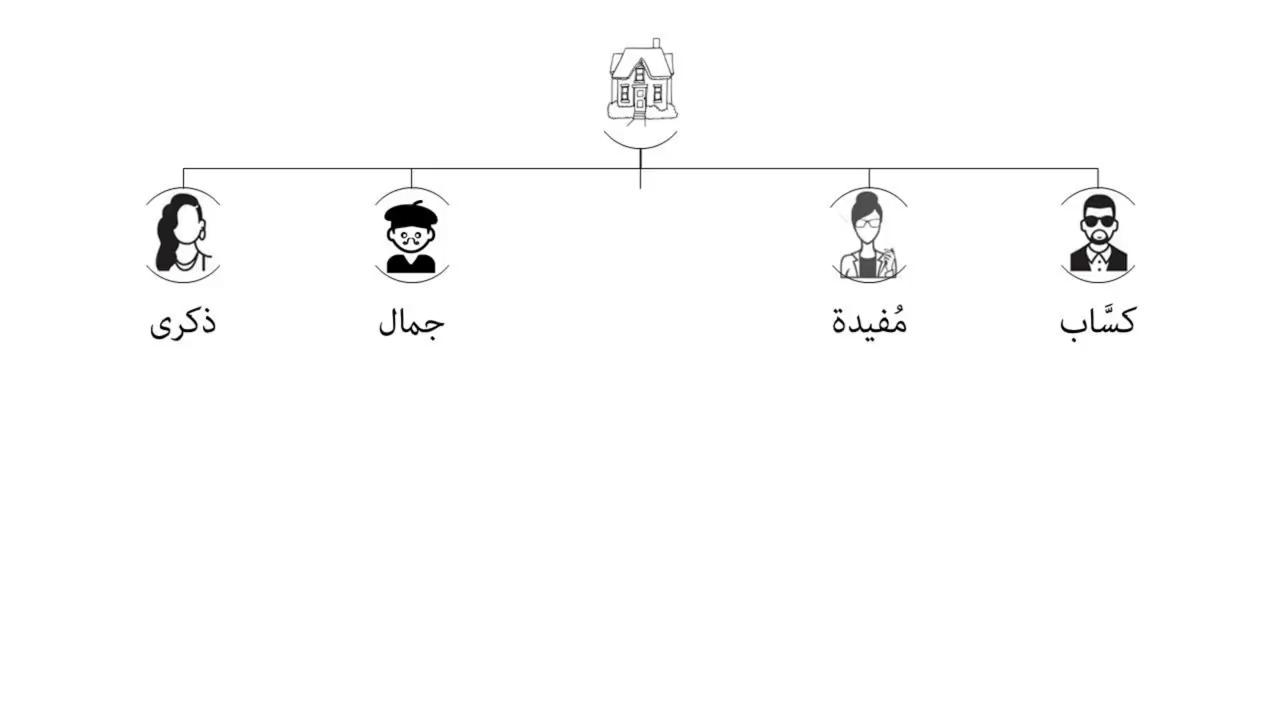 كسَّاب
مُفيدة
جمال
ذكرى